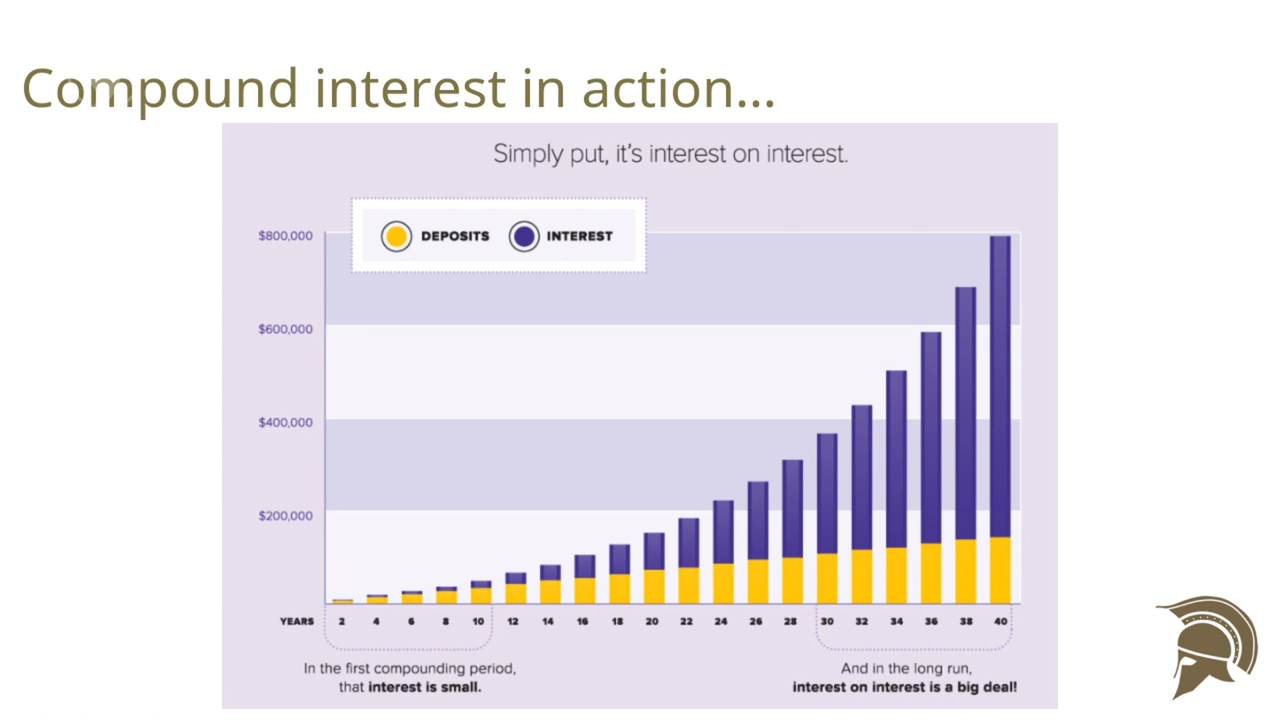 Compound interest in action...
Simply put, it's interest on interest.
DEPOSITS INTEREST
$800,000
$600,000
$400,000
$200,000
YEARS 2 4 6 8 10 12 14 16 18 20 22 24 26 28 30 32 34 36 38 40
In the first compounding period,
that interest is small.
And in the long run,
interest on interest is a big deal!